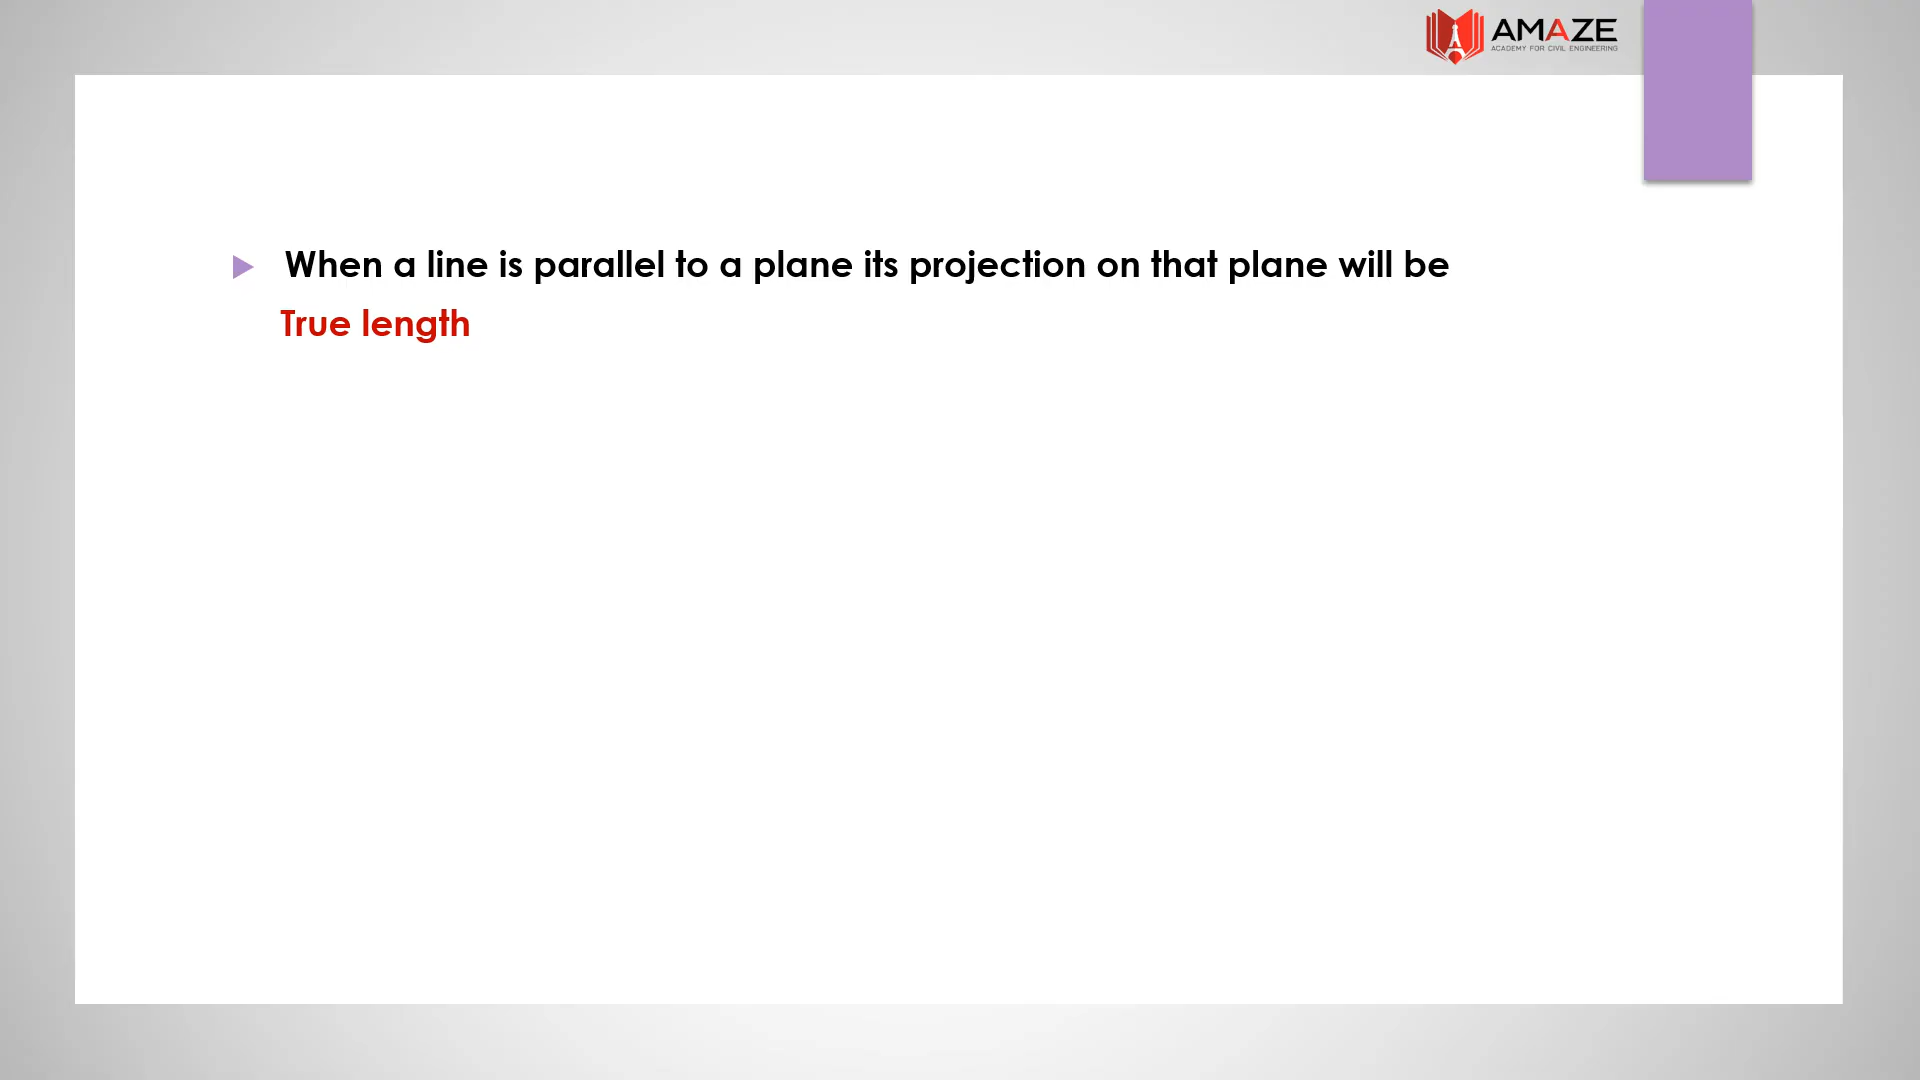 AMAZE
ACADEMY FOR CIVIL ENGINEERING
When a line is parallel to a plane its projection on that plane will be
True length